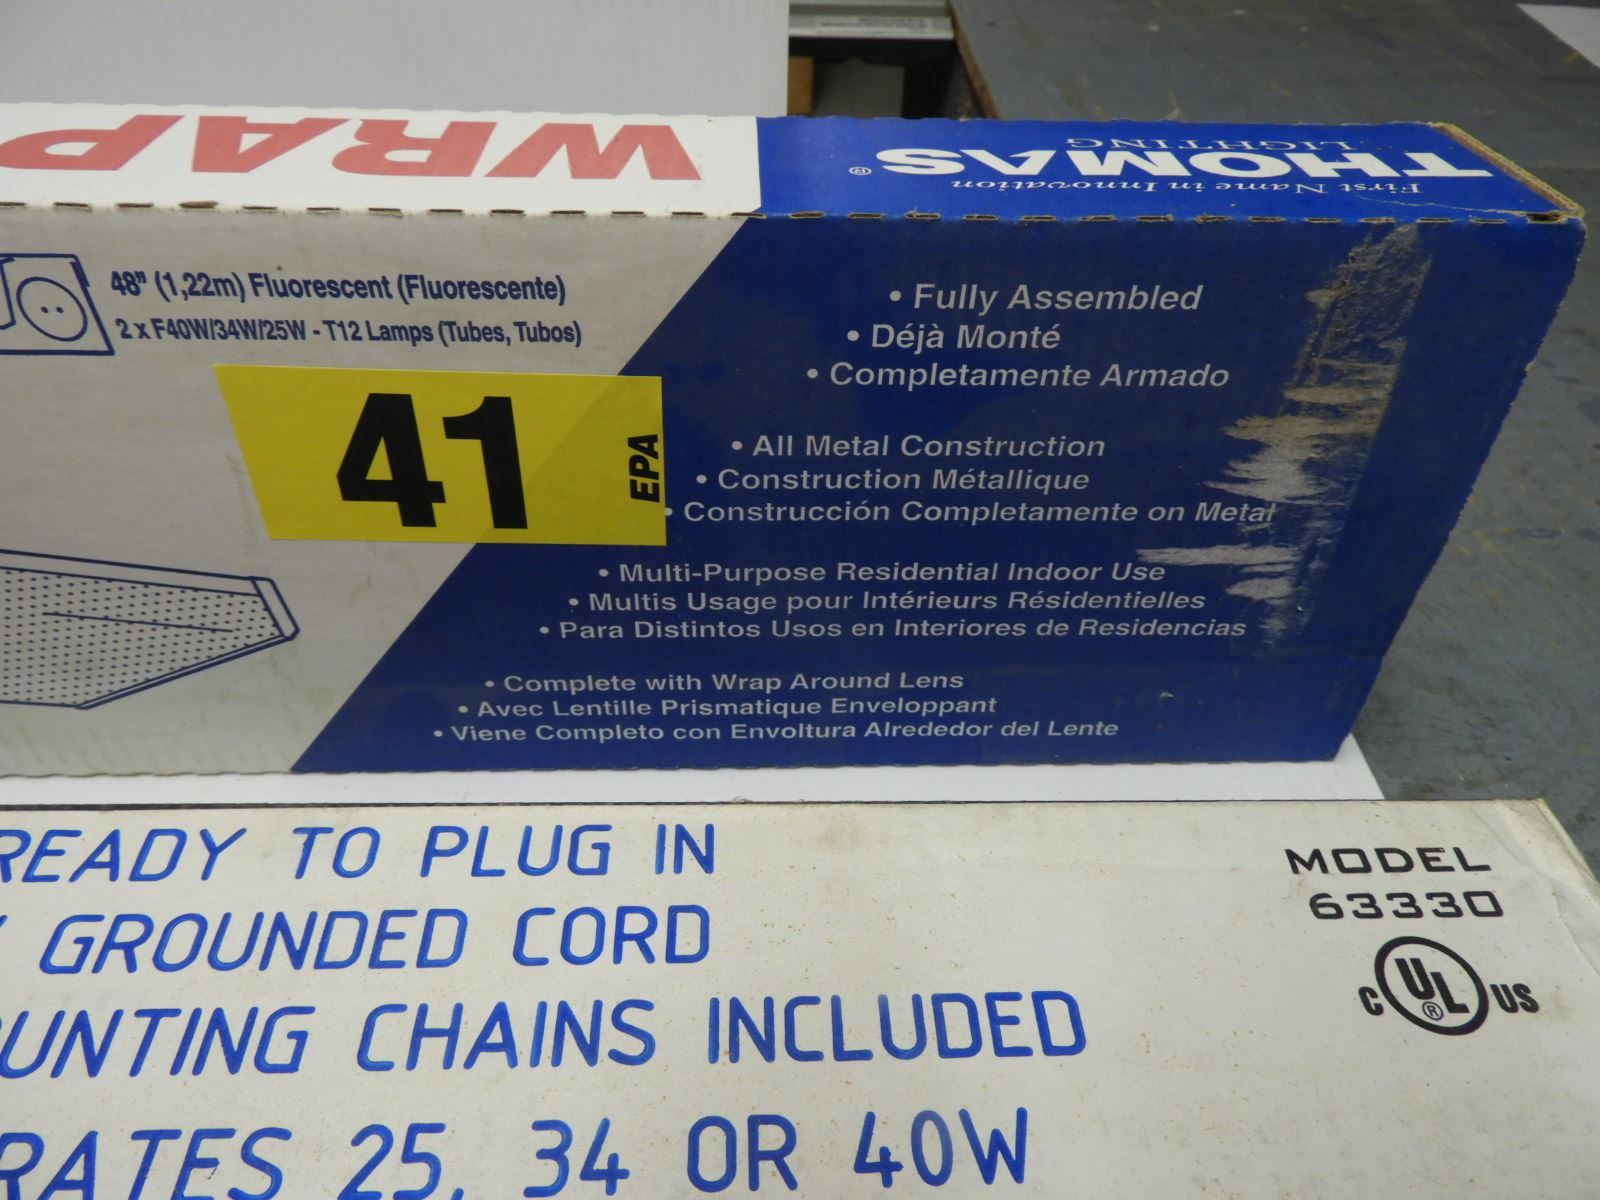 WRAP
THOMAS®
LIGHTING
First Name in Innovation
48" (1,22m) Fluorescent (Fluorescente)
2 x F40W/34W/25W - T12 Lamps (Tubes, Tubos)
41
EPA
• Fully Assembled
• Déjà Monté
• Completamente Armado
• All Metal Construction
• Construction Métallique
• Construcción Completamente on Metal
• Multi-Purpose Residential Indoor Use
• Multis Usage pour Intérieurs Résidentielles
• Para Distintos Usos en Interiores de Residencias
• Complete with Wrap Around Lens
• Avec Lentille Prismatique Enveloppant
• Viene Completo con Envoltura Alrededor del Lente
READY TO PLUG IN
GROUNDED CORD
OUNTING CHAINS INCLUDED
RATES 25, 34 OR 40W
MODEL
63330
C UL® US